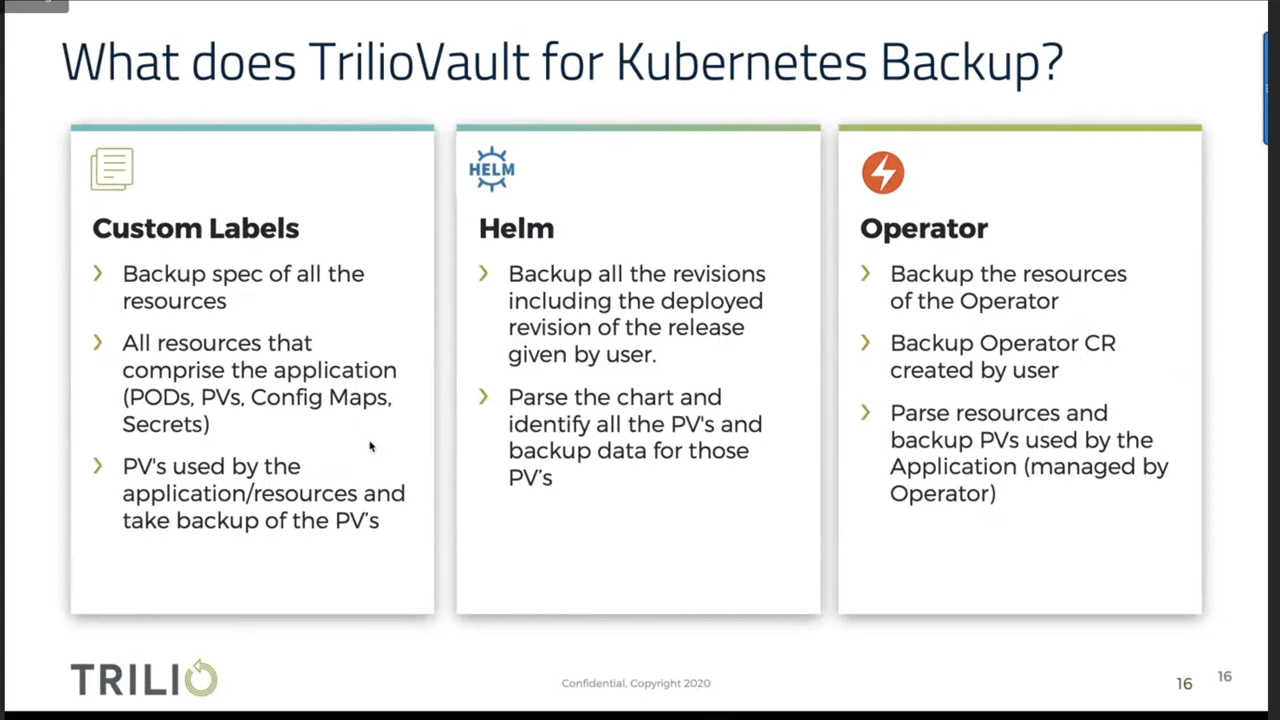 What does TrilioVault for Kubernetes Backup?
HELM
Custom Labels
Backup spec of all the
resources
All resources that
comprise the application
(PODs, PVs, Config Maps,
Secrets)
PV's used by the
application/resources and
take backup of the PV’s
Helm
Backup all the revisions
including the deployed
revision of the release
given by user.
Parse the chart and
identify all the PV's and
backup data for those
PV’s
Operator
Backup the resources
of the Operator
Backup Operator CR
created by user
Parse resources and
backup PVs used by the
Application (managed by
Operator)
TRILIO
Confidential, Copyright 2020
16
16